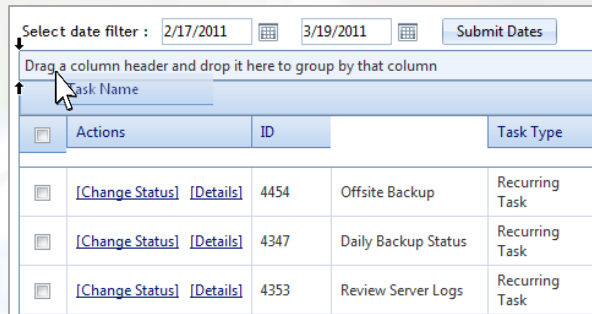 Select date filter : 2/17/2011 3/19/2011 Submit Dates
Drag a column header and drop it here to group by that column
Task Name
Actions ID Task Type
[Change Status] [Details] 4454 Offsite Backup Recurring Task
[Change Status] [Details] 4347 Daily Backup Status Recurring Task
[Change Status] [Details] 4353 Review Server Logs Recurring Task